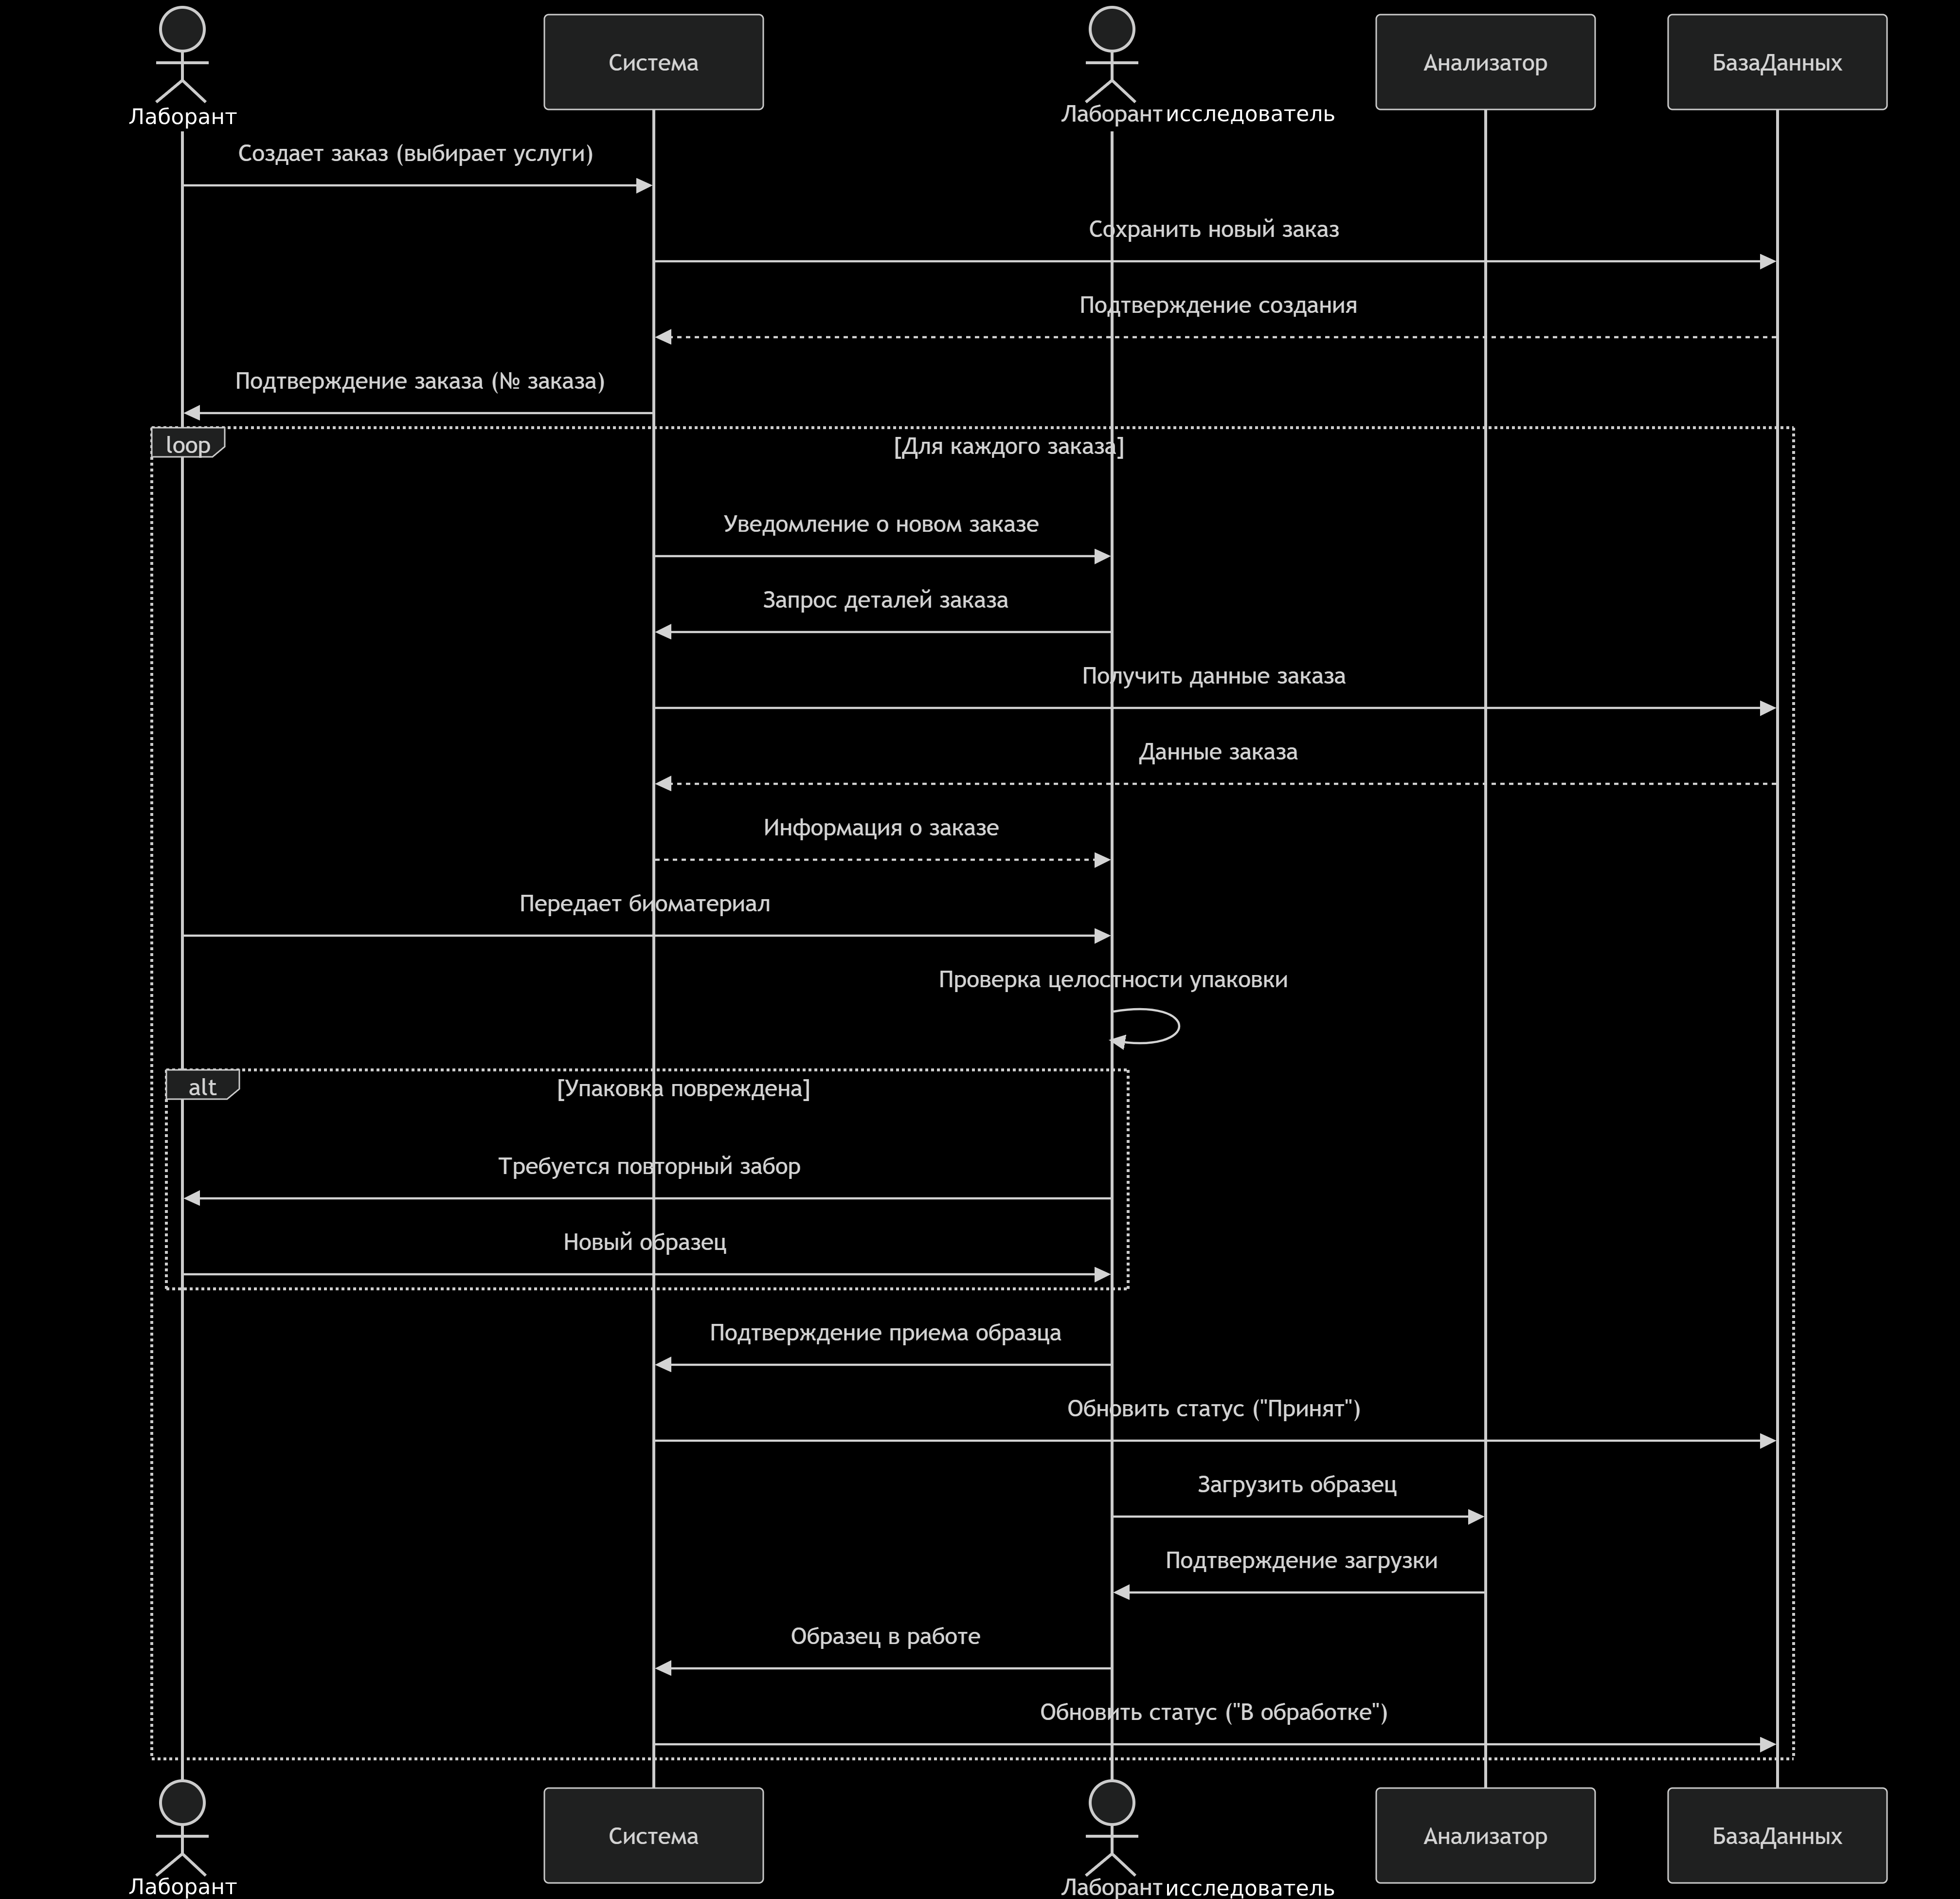 Лаборант
Система
Лаборант исследователь
Анализатор
БазаДанных
Создает заказ (выбирает услуги)
Сохранить новый заказ
Подтверждение создания
Подтверждение заказа (№ заказа)
loop
[Для каждого заказа]
Уведомление о новом заказе
Запрос деталей заказа
Получить данные заказа
Данные заказа
Информация о заказе
Передает биоматериал
Проверка целостности упаковки
alt
[Упаковка повреждена]
Требуется повторный забор
Новый образец
Подтверждение приема образца
Обновить статус ("Принят")
Загрузить образец
Подтверждение загрузки
Образец в работе
Обновить статус ("В обработке")
Лаборант
Система
Лаборант исследователь
Анализатор
БазаДанных